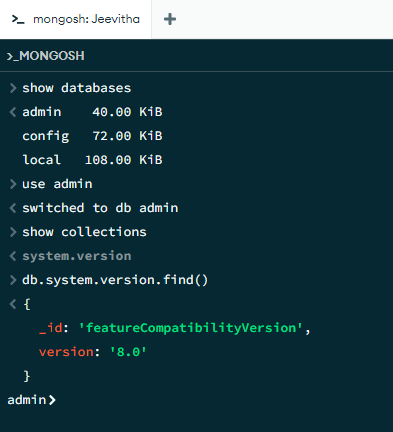 >_ mongosh: Jeevitha +
>_MONGOSH
> show databases
< admin 40.00 KiB
config 72.00 KiB
local 108.00 KiB
> use admin
< switched to db admin
> show collections
< system.version
> db.system.version.find()
< {
_id: 'featureCompatibilityVersion',
version: '8.0'
}
admin>